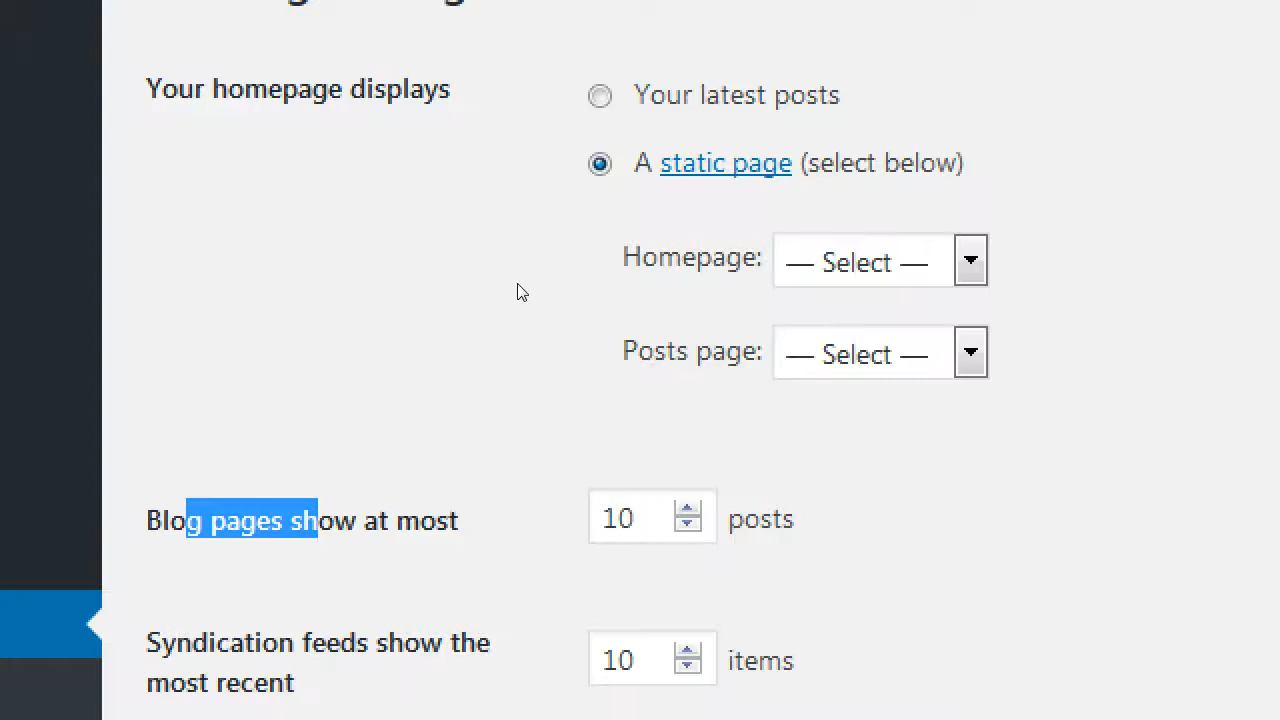 Your homepage displays
Your latest posts
A static page (select below)
Homepage: — Select —
Posts page: — Select —
Blog pages show at most 10 posts
Syndication feeds show the most recent 10 items